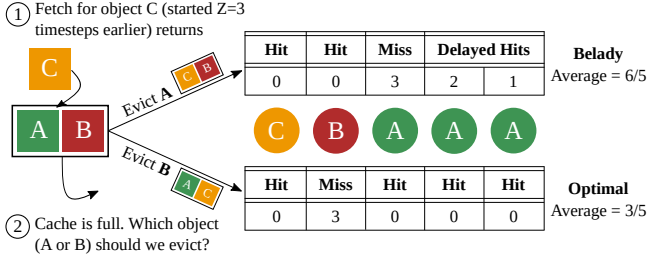 1 Fetch for object C (started Z=3
timesteps earlier) returns
C
A B
Evict A
C B
Evict B
A C
Hit Hit Miss Delayed Hits
0 0 3 2 1
Belady
Average = 6/5
C B A A A
Hit Miss Hit Hit Hit
0 3 0 0 0
Optimal
Average = 3/5
2 Cache is full. Which object
(A or B) should we evict?